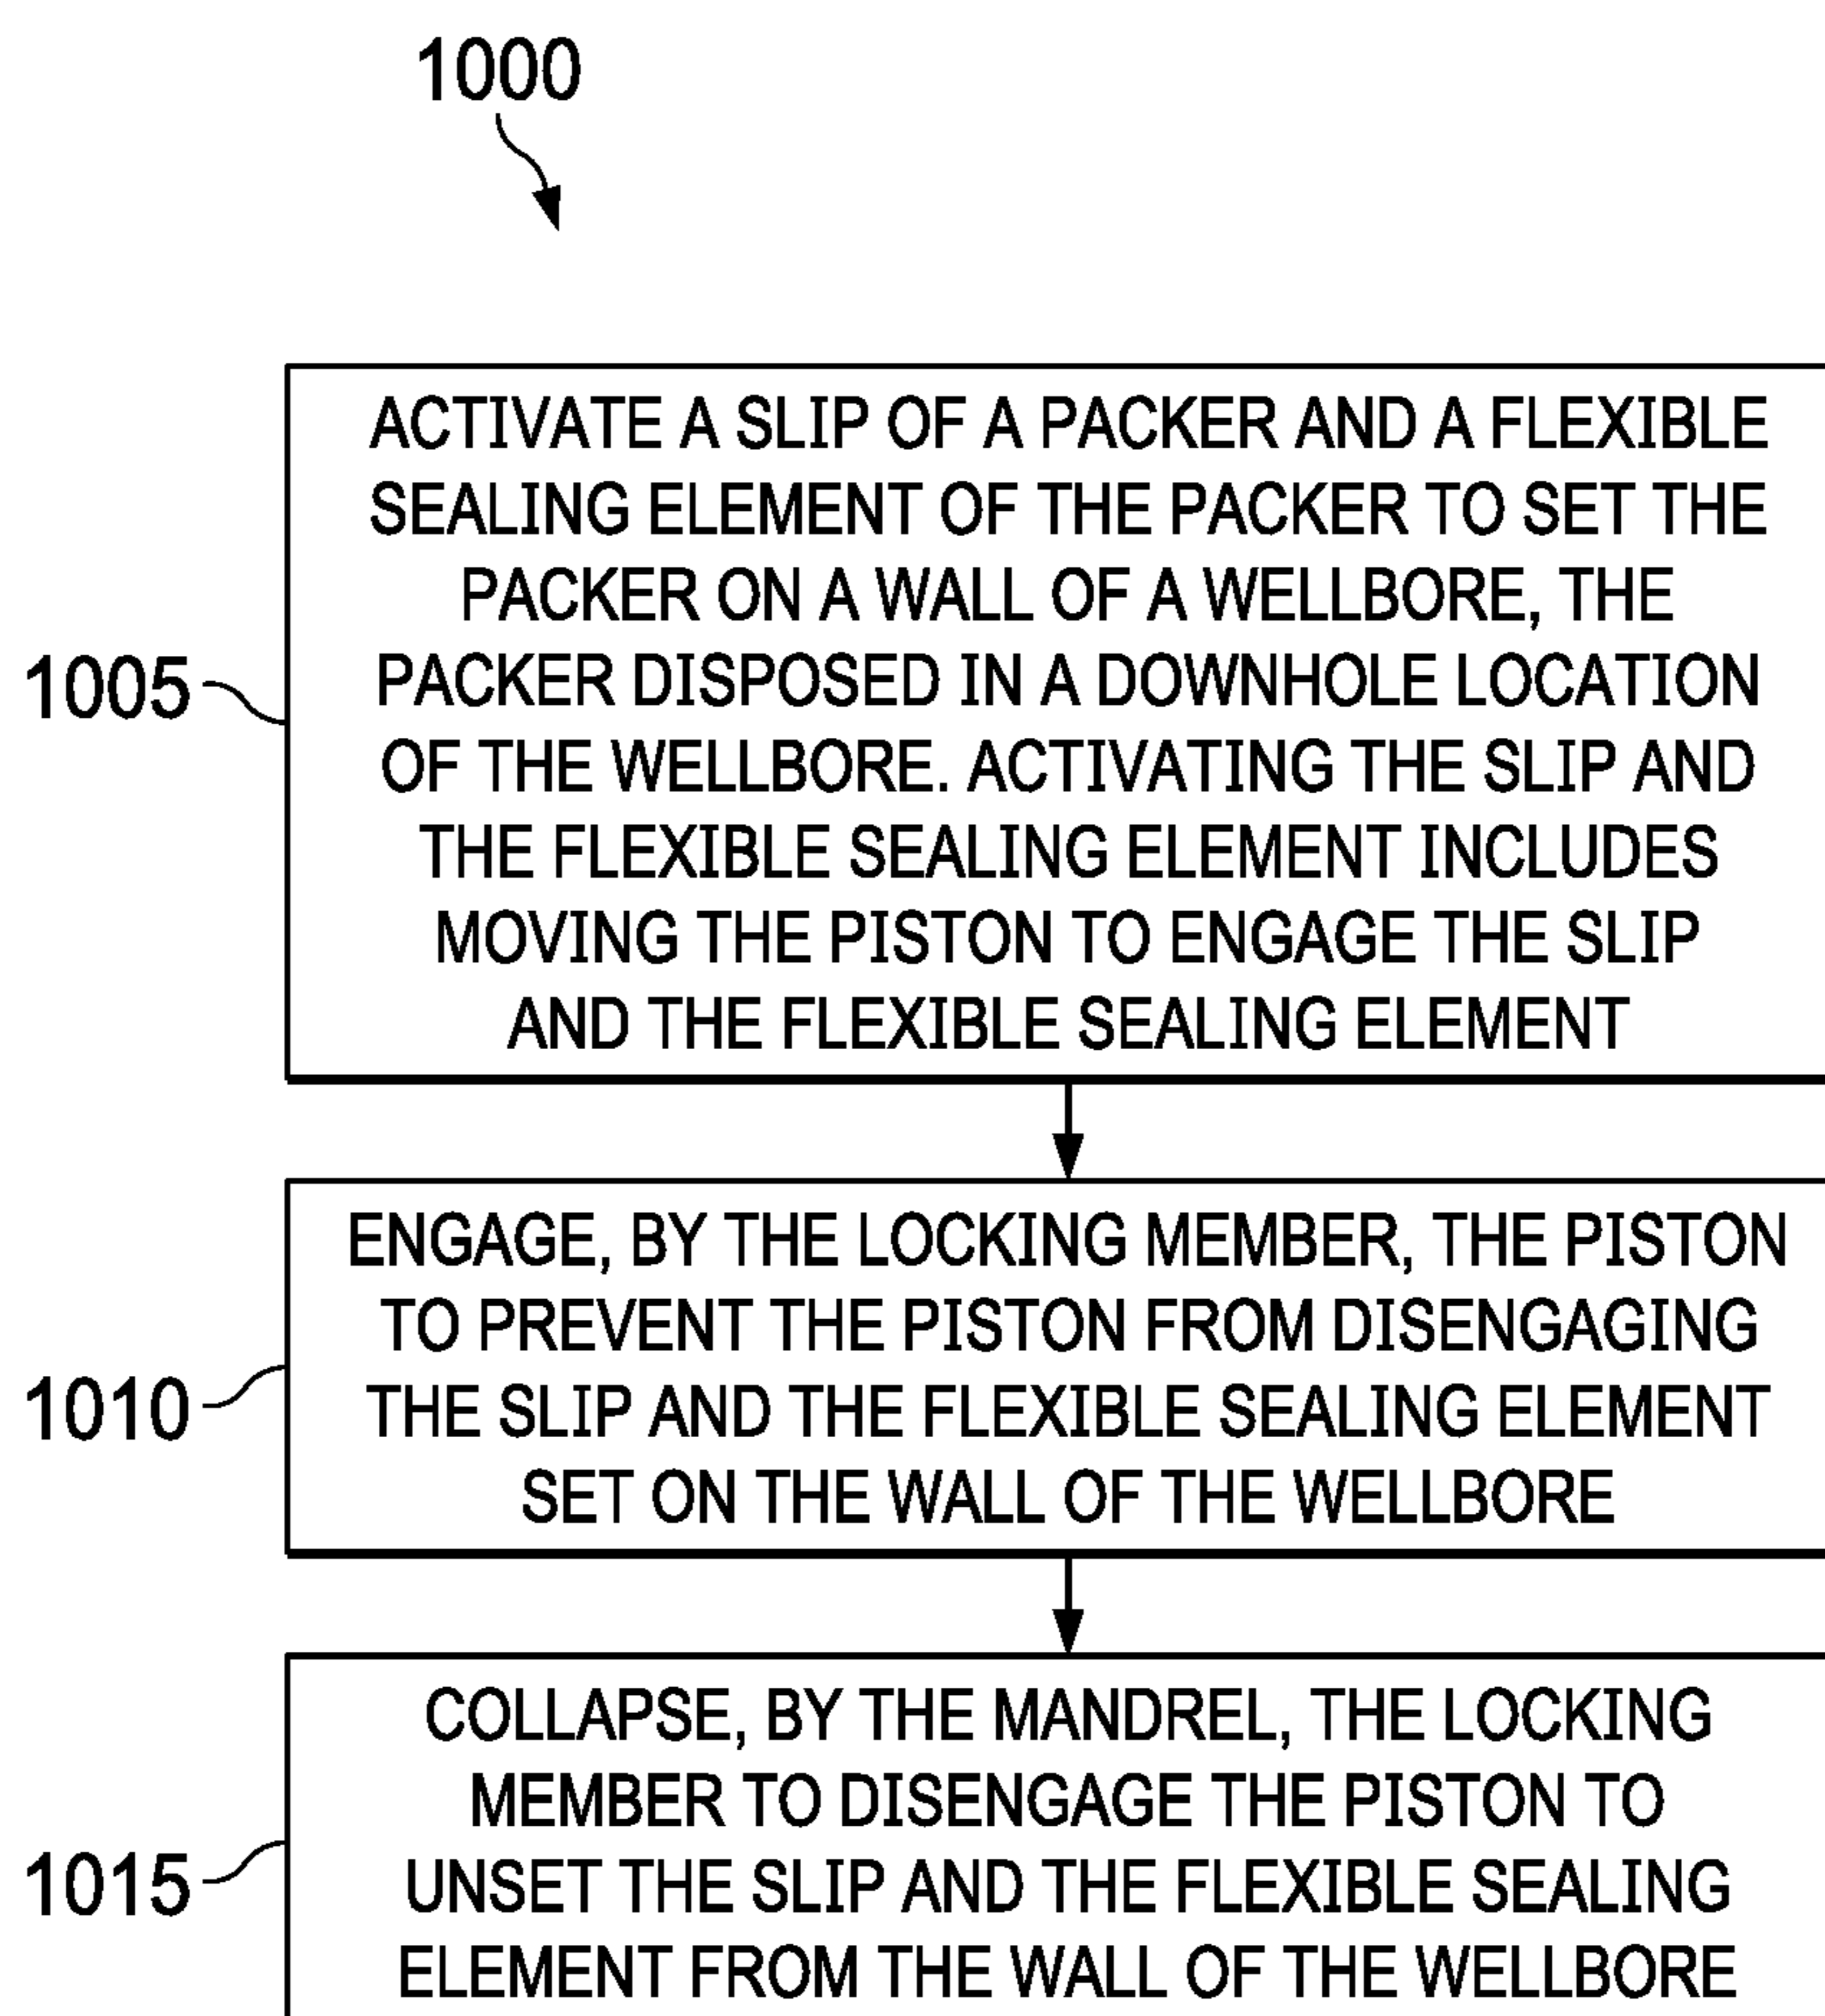 1000
ACTIVATE A SLIP OF A PACKER AND A FLEXIBLE
SEALING ELEMENT OF THE PACKER TO SET THE
PACKER ON A WALL OF A WELLBORE, THE
PACKER DISPOSED IN A DOWNHOLE LOCATION
OF THE WELLBORE. ACTIVATING THE SLIP AND
THE FLEXIBLE SEALING ELEMENT INCLUDES
MOVING THE PISTON TO ENGAGE THE SLIP
AND THE FLEXIBLE SEALING ELEMENT
1005
ENGAGE, BY THE LOCKING MEMBER, THE PISTON
TO PREVENT THE PISTON FROM DISENGAGING
THE SLIP AND THE FLEXIBLE SEALING ELEMENT
SET ON THE WALL OF THE WELLBORE
1010
COLLAPSE, BY THE MANDREL, THE LOCKING
MEMBER TO DISENGAGE THE PISTON TO
UNSET THE SLIP AND THE FLEXIBLE SEALING
ELEMENT FROM THE WALL OF THE WELLBORE
1015